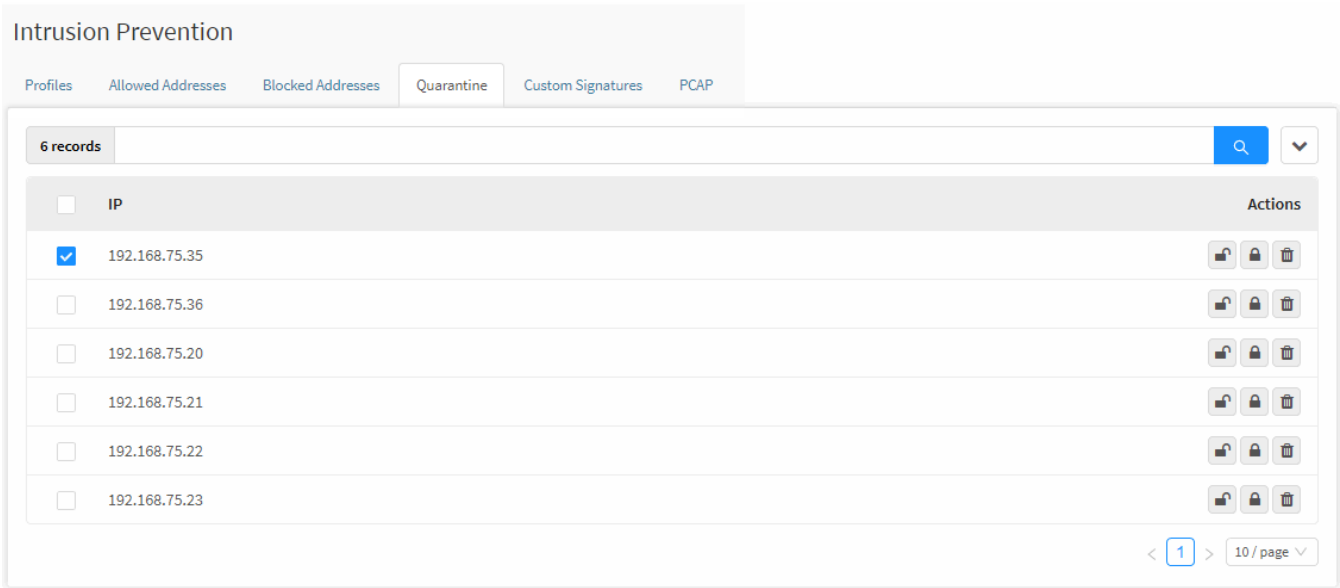 Intrusion Prevention
Profiles Allowed Addresses Blocked Addresses Quarantine Custom Signatures PCAP
6 records
IP Actions
192.168.75.35
192.168.75.36
192.168.75.20
192.168.75.21
192.168.75.22
192.168.75.23
< 1 > 10 / page